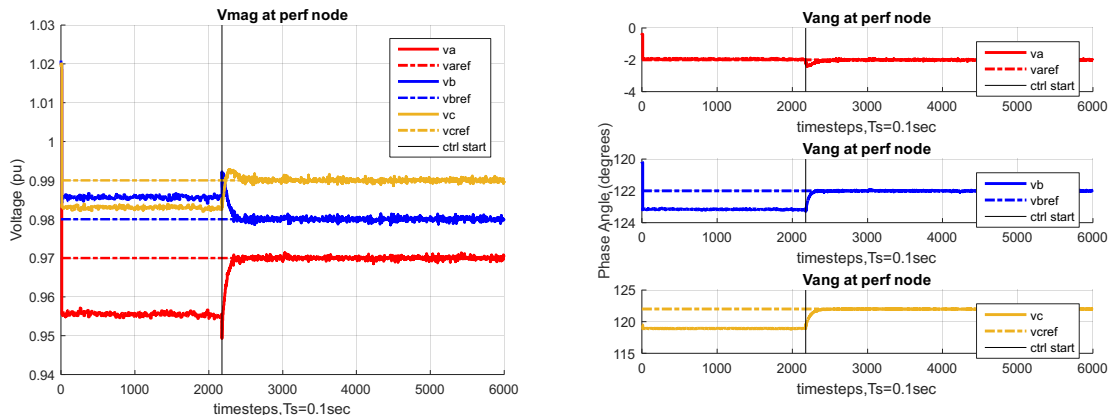 Vmag at perf node
1.03
1.02
1.01
1
0.99
0.98
0.97
0.96
0.95
0.94
Voltage (pu)
0 1000 2000 3000 4000 5000 6000
timesteps,Ts=0.1sec
va
varef
vb
vbref
vc
vcref
ctrl start
Vang at perf node
0
-2
-4
0 1000 2000 3000 4000 5000 6000
timesteps,Ts=0.1sec
va
varef
ctrl start
Phase Angle,(degrees)
Vang at perf node
-120
-122
-124
0 1000 2000 3000 4000 5000 6000
timesteps,Ts=0.1sec
vb
vbref
ctrl start
Vang at perf node
125
120
115
0 1000 2000 3000 4000 5000 6000
timesteps,Ts=0.1sec
vc
vcref
ctrl start